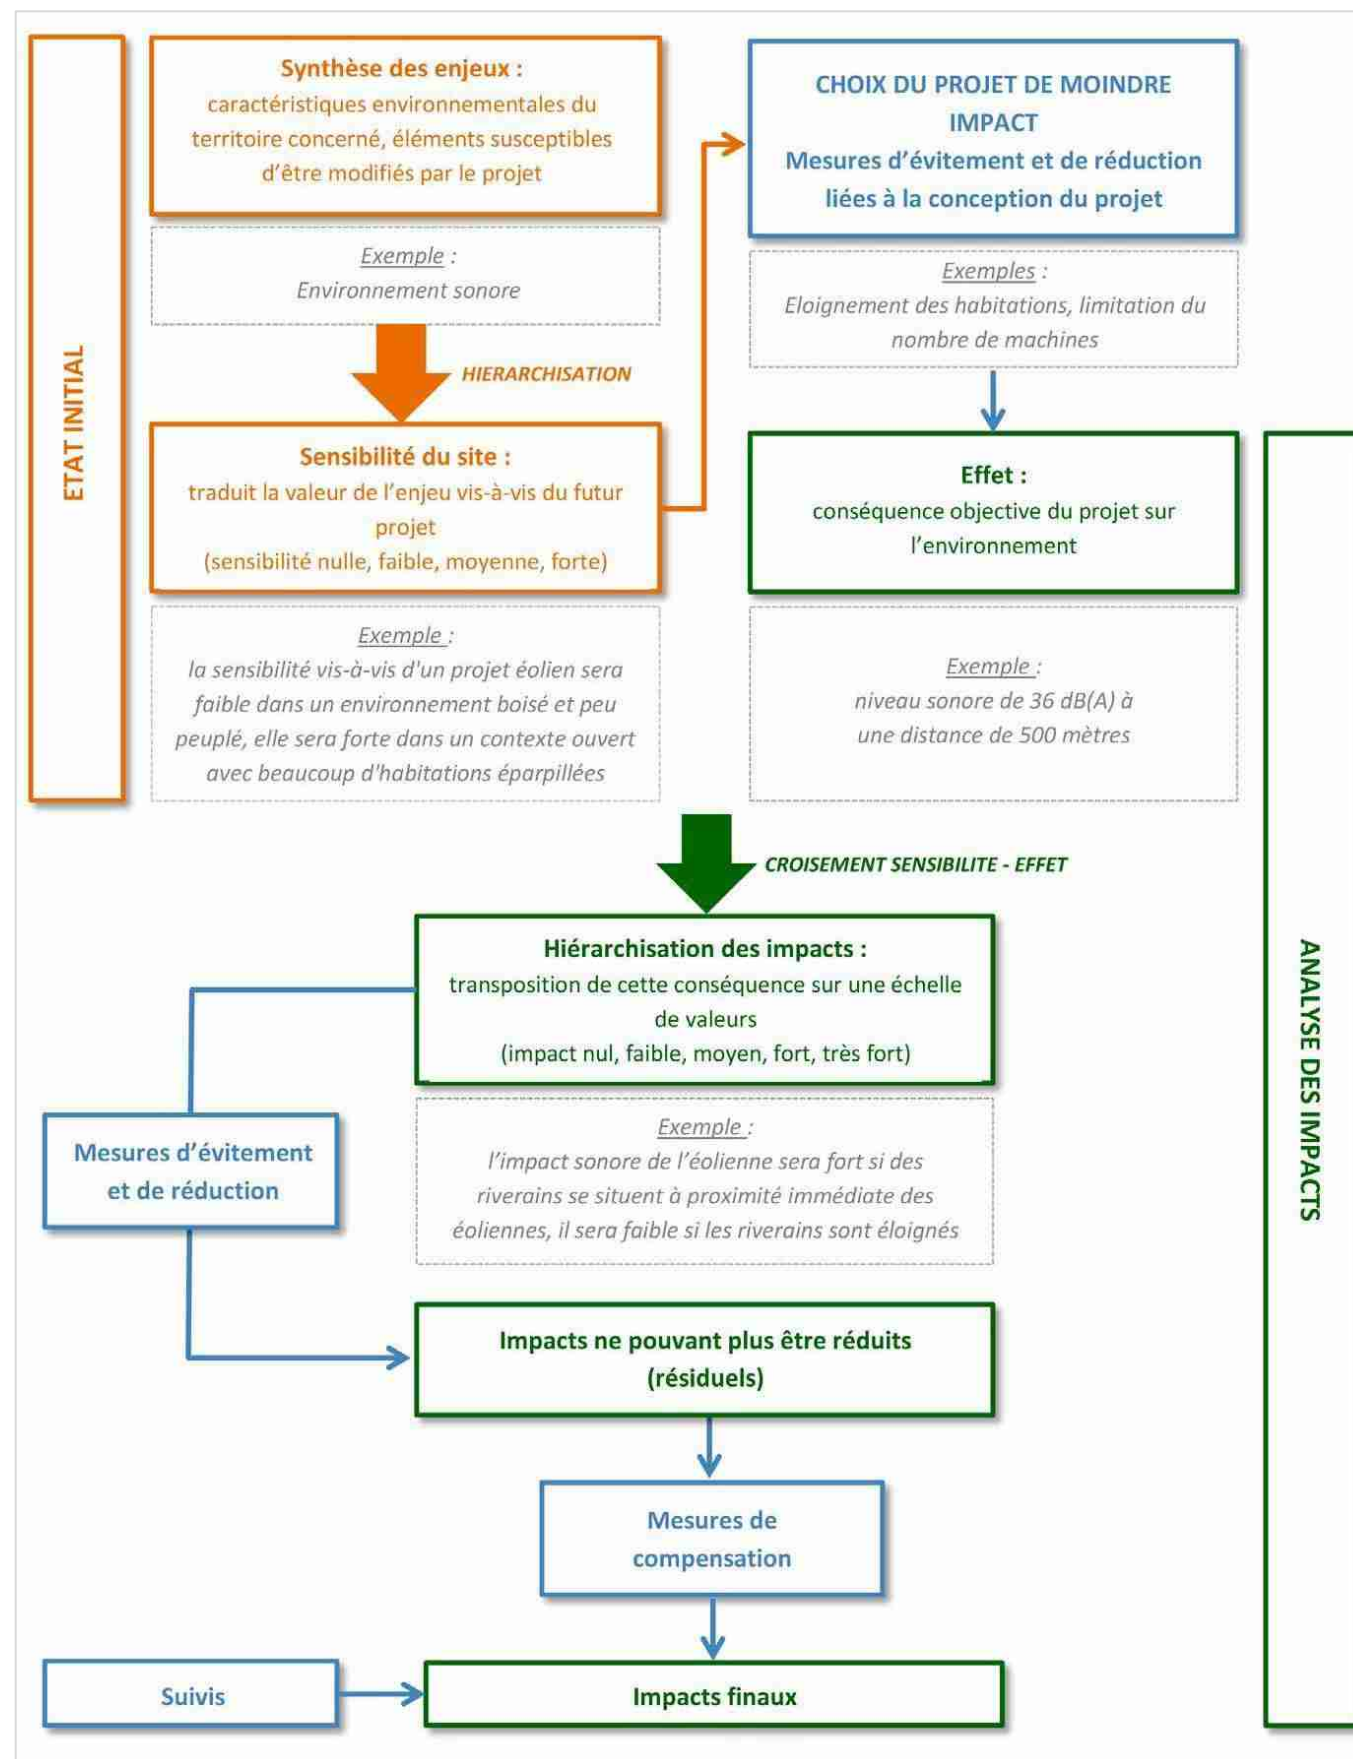 ETAT INITIAL
Synthèse des enjeux :
caractéristiques environnementales du
territoire concerné, éléments susceptibles
d'être modifiés par le projet
Exemple :
Environnement sonore
HIERARCHISATION
Sensibilité du site :
traduit la valeur de l'enjeu vis-à-vis du futur
projet
(sensibilité nulle, faible, moyenne, forte)
Exemple :
la sensibilité vis-à-vis d'un projet éolien sera
faible dans un environnement boisé et peu
peuplé, elle sera forte dans un contexte ouvert
avec beaucoup d'habitations éparpillées
CHOIX DU PROJET DE MOINDRE
IMPACT
Mesures d'évitement et de réduction
liées à la conception du projet
Exemples :
Eloignement des habitations, limitation du
nombre de machines
Effet :
conséquence objective du projet sur
l'environnement
Exemple :
niveau sonore de 36 dB(A) à
une distance de 500 mètres
CROISEMENT SENSIBILITE - EFFET
Hiérarchisation des impacts :
transposition de cette conséquence sur une échelle
de valeurs
(impact nul, faible, moyen, fort, très fort)
Exemple :
l'impact sonore de l'éolienne sera fort si des
riverains se situent à proximité immédiate des
éoliennes, il sera faible si les riverains sont éloignés
Mesures d'évitement
et de réduction
Impacts ne pouvant plus être réduits
(résiduels)
Mesures de
compensation
Suivis
Impacts finaux
ANALYSE DES IMPACTS